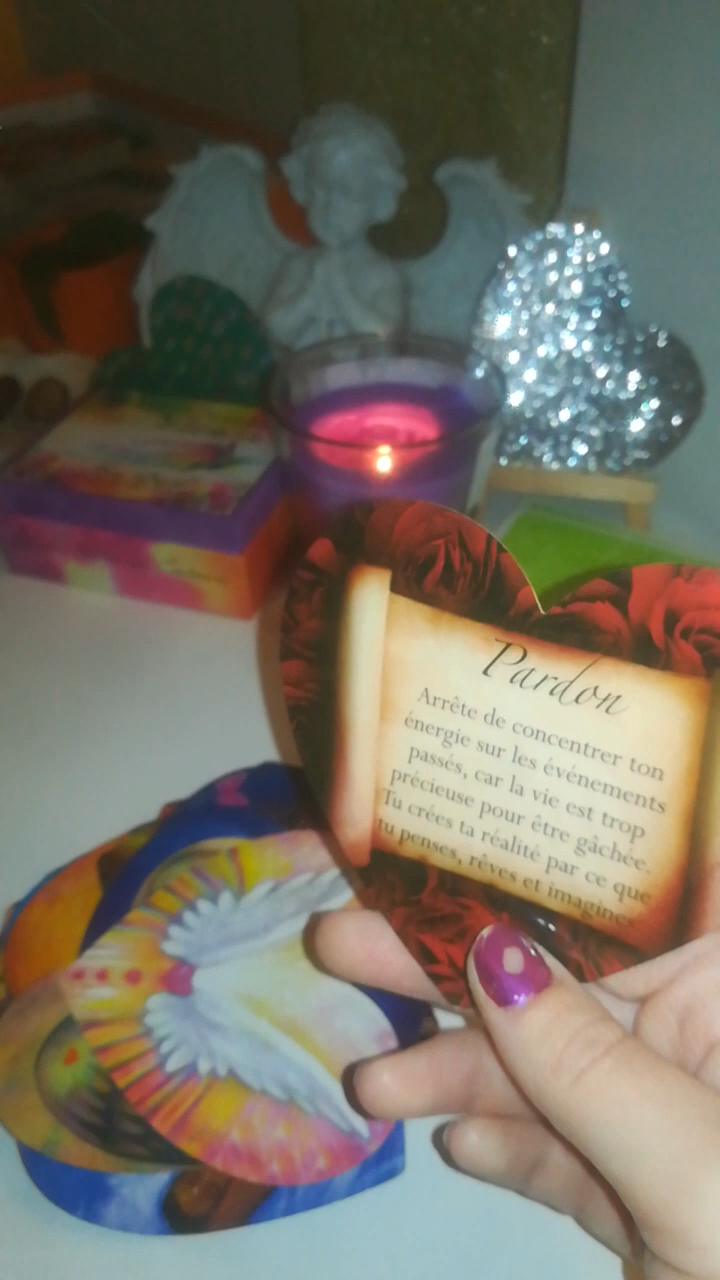 Pardon
Arrête de concentrer ton
énergie sur les événements
passés, car la vie est trop
précieuse pour être gâchée.
Tu crées ta réalité par ce que
tu penses, rêves et imagines.